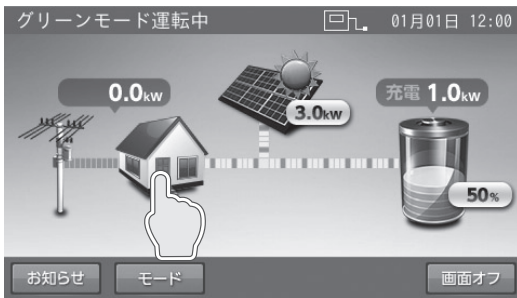 グリーンモード運転中 01月01日 12:00
0.0kw
3.0kw
充電 1.0kw
50%
お知らせ モード 画面オフ